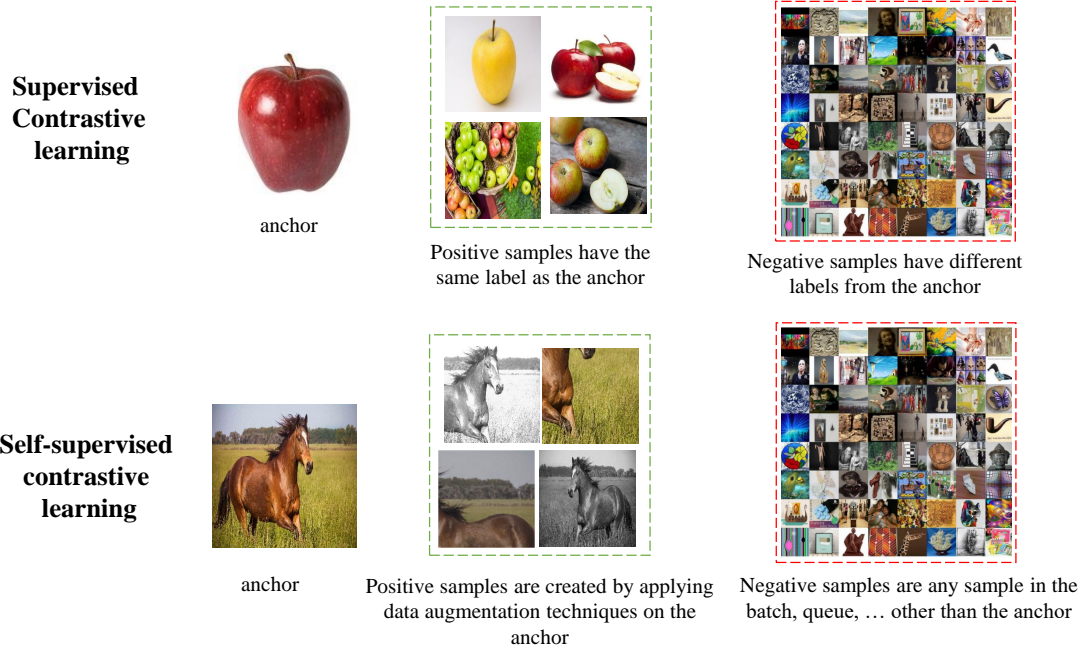 Supervised
Contrastive
learning
anchor
Positive samples have the
same label as the anchor
Negative samples have different
labels from the anchor
Self-supervised
contrastive
learning
anchor
Positive samples are created by applying
data augmentation techniques on the
anchor
Negative samples are any sample in the
batch, queue, … other than the anchor